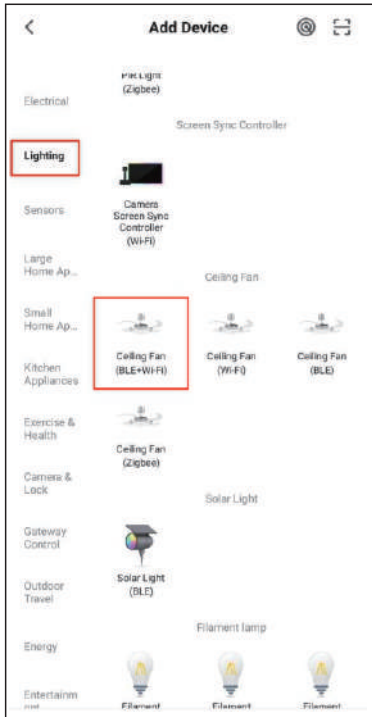 Add Device
Electrical
Lighting
Sensors
Large
Home Ap...
Small
Home Ap...
Kitchen
Appliances
Exercise &
Health
Camera &
Lock
Gateway
Control
Outdoor
Travel
Energy
Entertainm
PIR Light
(Zigbee)
Screen Sync Controller
Camera
Screen Sync
Controller
(Wi-Fi)
Ceiling Fan
Ceiling Fan
(BLE+Wi-Fi)
Ceiling Fan
(Wi-Fi)
Ceiling Fan
(BLE)
Ceiling Fan
(Zigbee)
Solar Light
Solar Light
(BLE)
Filament lamp
Filament
Filament
Filament